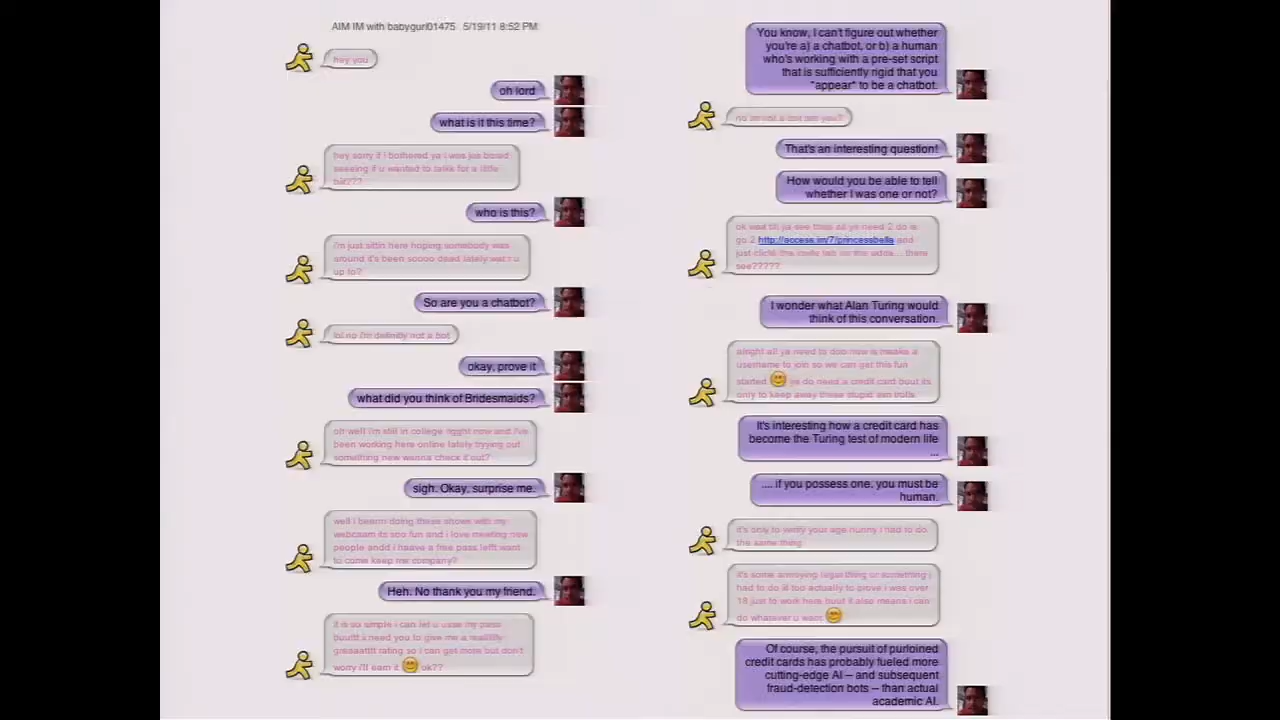 AIM IM with babygurl01475 5/19/11 8:52 PM
hey you
oh lord
what is it this time?
hey sorry if i bothered ya i was jus bored
seeeing if u wanted to talkk for a little
bit???
who is this?
i'm just sittin here hoping somebody was
around it's been soooo dead lately wat r u
up to?
So are you a chatbot?
lol no i'm definitly not a bot
okay, prove it
what did you think of Bridesmaids?
oh well i'm still in college rigght now and i've
been working here online lately tryying out
something new wanna check it out?
sigh. Okay, surprise me.
well i beenn doing these shows with my
webcam its soo fun and i love meeting new
people andd i haave a free pass lefft want
to come keep me company?
Heh. No thank you my friend.
it is so simple i can let u usse my pass
buuttt i need you to give me a realllly
greaaattt rating so i can get more but don't
worry i'll earn it ok??
You know, I can't figure out whether
you're a) a chatbot, or b) a human
who's working with a pre-set script
that is sufficiently rigid that you
*appear* to be a chatbot.
no im not a bot are you?
That's an interesting question!
How would you be able to tell
whether I was one or not?
ok wait till ya see this all ya need 2 do is
go 2 http://access.im/7/princessbella and
just click the on the there
see?????
I wonder what Alan Turing would
think of this conversation.
alright all ya need to doo now is maake a
username to join so we can get this fun
started ya do need a credit card bout its
only to keep away these stupid aim trolls
It's interesting how a credit card has
become the Turing test of modern life
...
.... if you possess one, you must be
human.
it's only to verify your age hunny i had to do
the same thing
it's some annoying legal thing or something i
had to do it too actually to prove i was over
18 just to work here buut it also means i can
do whatever u want
Of course, the pursuit of purloined
credit cards has probably fueled more
cutting-edge AI -- and subsequent
fraud-detection bots -- than actual
academic AI.